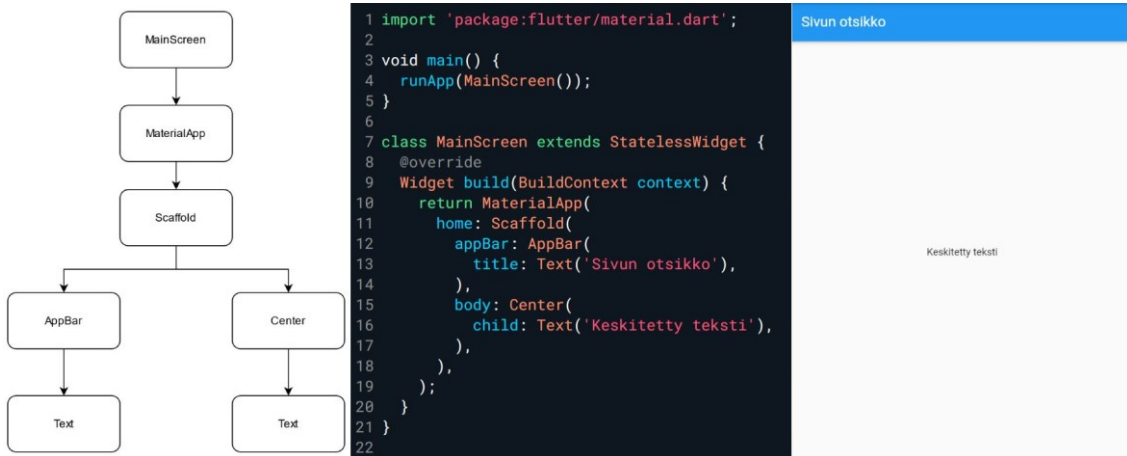 MainScreen
MaterialApp
Scaffold
AppBar
Center
Text
Text
1 import 'package:flutter/material.dart';
2
3 void main() {
4   runApp(MainScreen());
5 }
6
7 class MainScreen extends StatelessWidget {
8   @override
9   Widget build(BuildContext context) {
10     return MaterialApp(
11       home: Scaffold(
12         appBar: AppBar(
13           title: Text('Sivun otsikko'),
14         ),
15         body: Center(
16           child: Text('Keskitetty teksti'),
17         ),
18       ),
19     );
20   }
21 }
22
Sivun otsikko
Keskitetty teksti